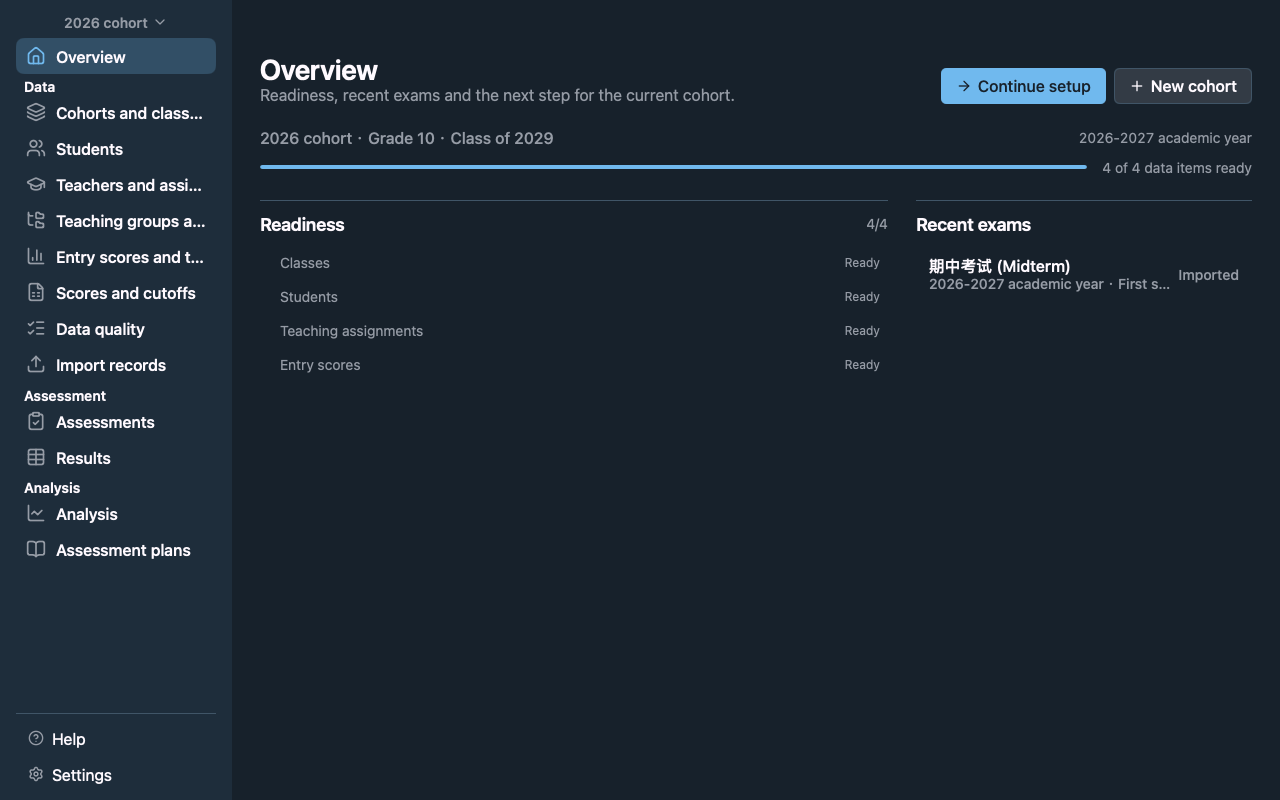 2026 cohort
Overview
Data
Cohorts and class...
Students
Teachers and assi...
Teaching groups a...
Entry scores and t...
Scores and cutoffs
Data quality
Import records
Assessment
Assessments
Results
Analysis
Analysis
Assessment plans
Help
Settings
Overview
Readiness, recent exams and the next step for the current cohort.
Continue setup
New cohort
2026 cohort · Grade 10 · Class of 2029
2026-2027 academic year
4 of 4 data items ready
Readiness
4/4
Classes
Ready
Students
Ready
Teaching assignments
Ready
Entry scores
Ready
Recent exams
期中考试 (Midterm)
2026-2027 academic year · First s...
Imported